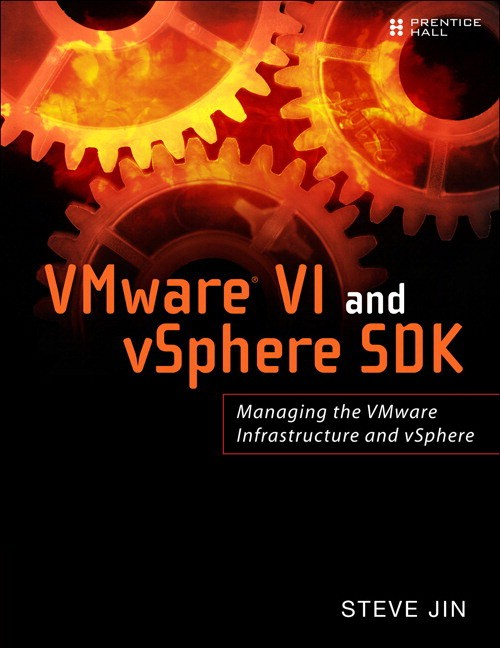 PRENTICE
HALL
VMware® VI and
vSphere SDK
Managing the VMware
Infrastructure and vSphere
STEVE JIN